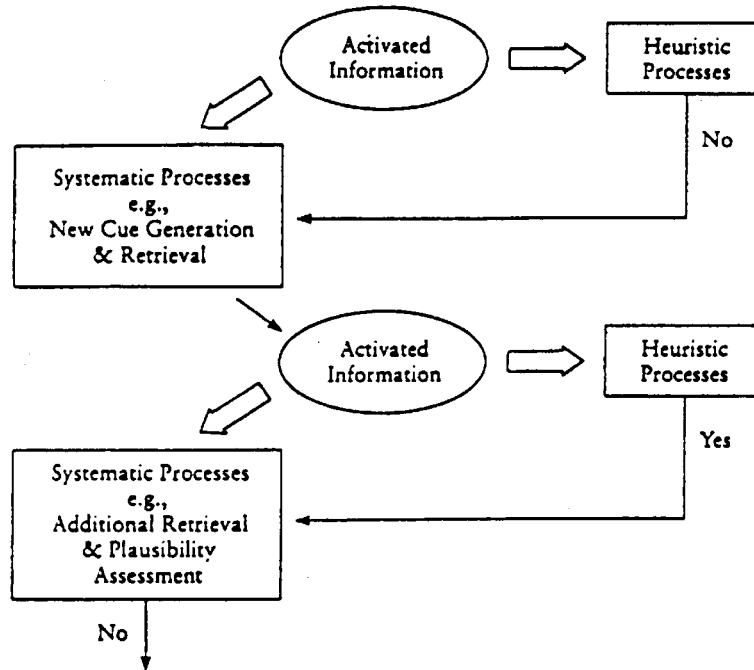 Activated
Information
Heuristic
Processes
No
Systematic Processes
e.g.,
New Cue Generation
& Retrieval
Activated
Information
Heuristic
Processes
Yes
Systematic Processes
e.g.,
Additional Retrieval
& Plausibility
Assessment
No